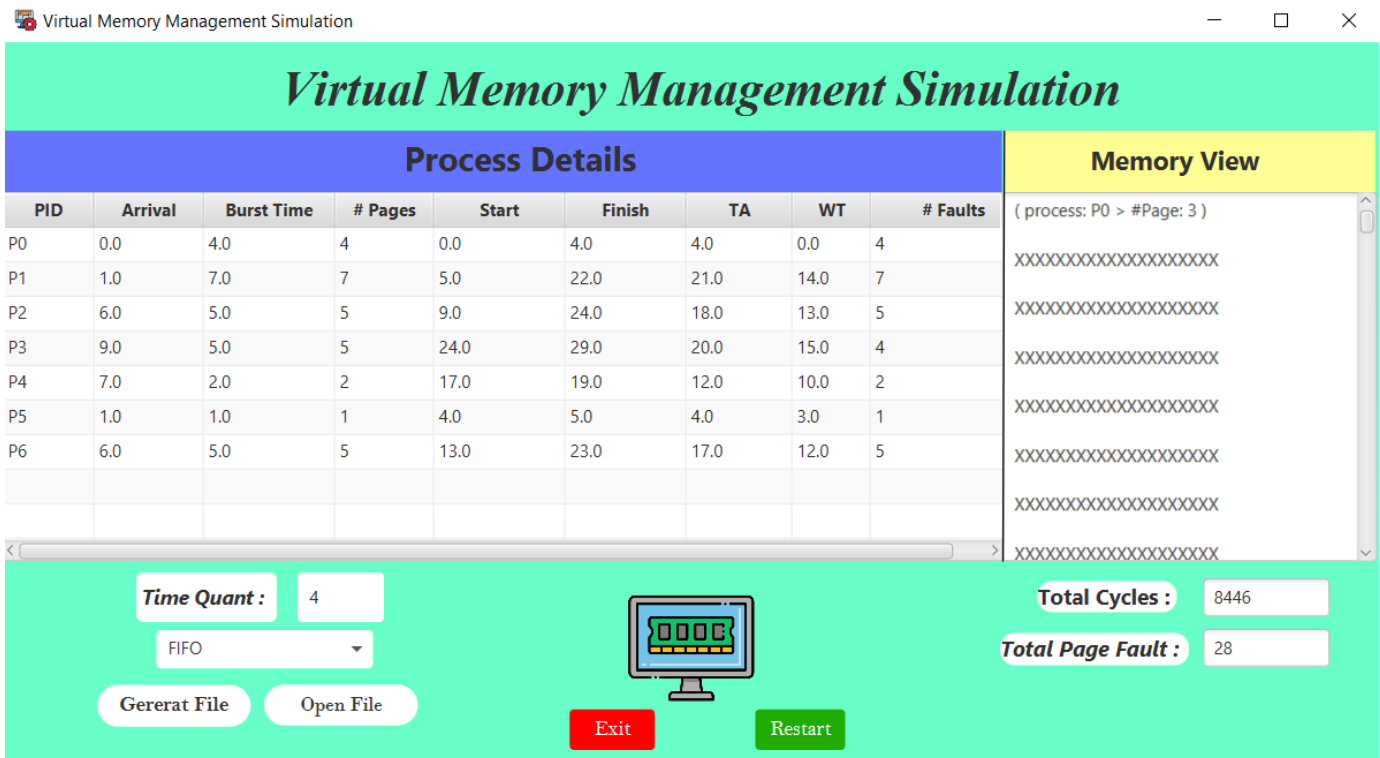 Virtual Memory Management Simulation
Virtual Memory Management Simulation
Process Details
PID Arrival Burst Time # Pages Start Finish TA WT # Faults
P0 0.0 4.0 4 0.0 4.0 4.0 0.0 4
P1 1.0 7.0 7 5.0 22.0 21.0 14.0 7
P2 6.0 5.0 5 9.0 24.0 18.0 13.0 5
P3 9.0 5.0 5 24.0 29.0 20.0 15.0 4
P4 7.0 2.0 2 17.0 19.0 12.0 10.0 2
P5 1.0 1.0 1 4.0 5.0 4.0 3.0 1
P6 6.0 5.0 5 13.0 23.0 17.0 12.0 5
Memory View
( process: P0 > #Page: 3 )
XXXXXXXXXXXXXXXXXXXX
XXXXXXXXXXXXXXXXXXXX
XXXXXXXXXXXXXXXXXXXX
XXXXXXXXXXXXXXXXXXXX
XXXXXXXXXXXXXXXXXXXX
XXXXXXXXXXXXXXXXXXXX
XXXXXXXXXXXXXXXXXXXX
Time Quant : 4
FIFO
Gererat File Open File
Exit Restart
Total Cycles : 8446
Total Page Fault : 28